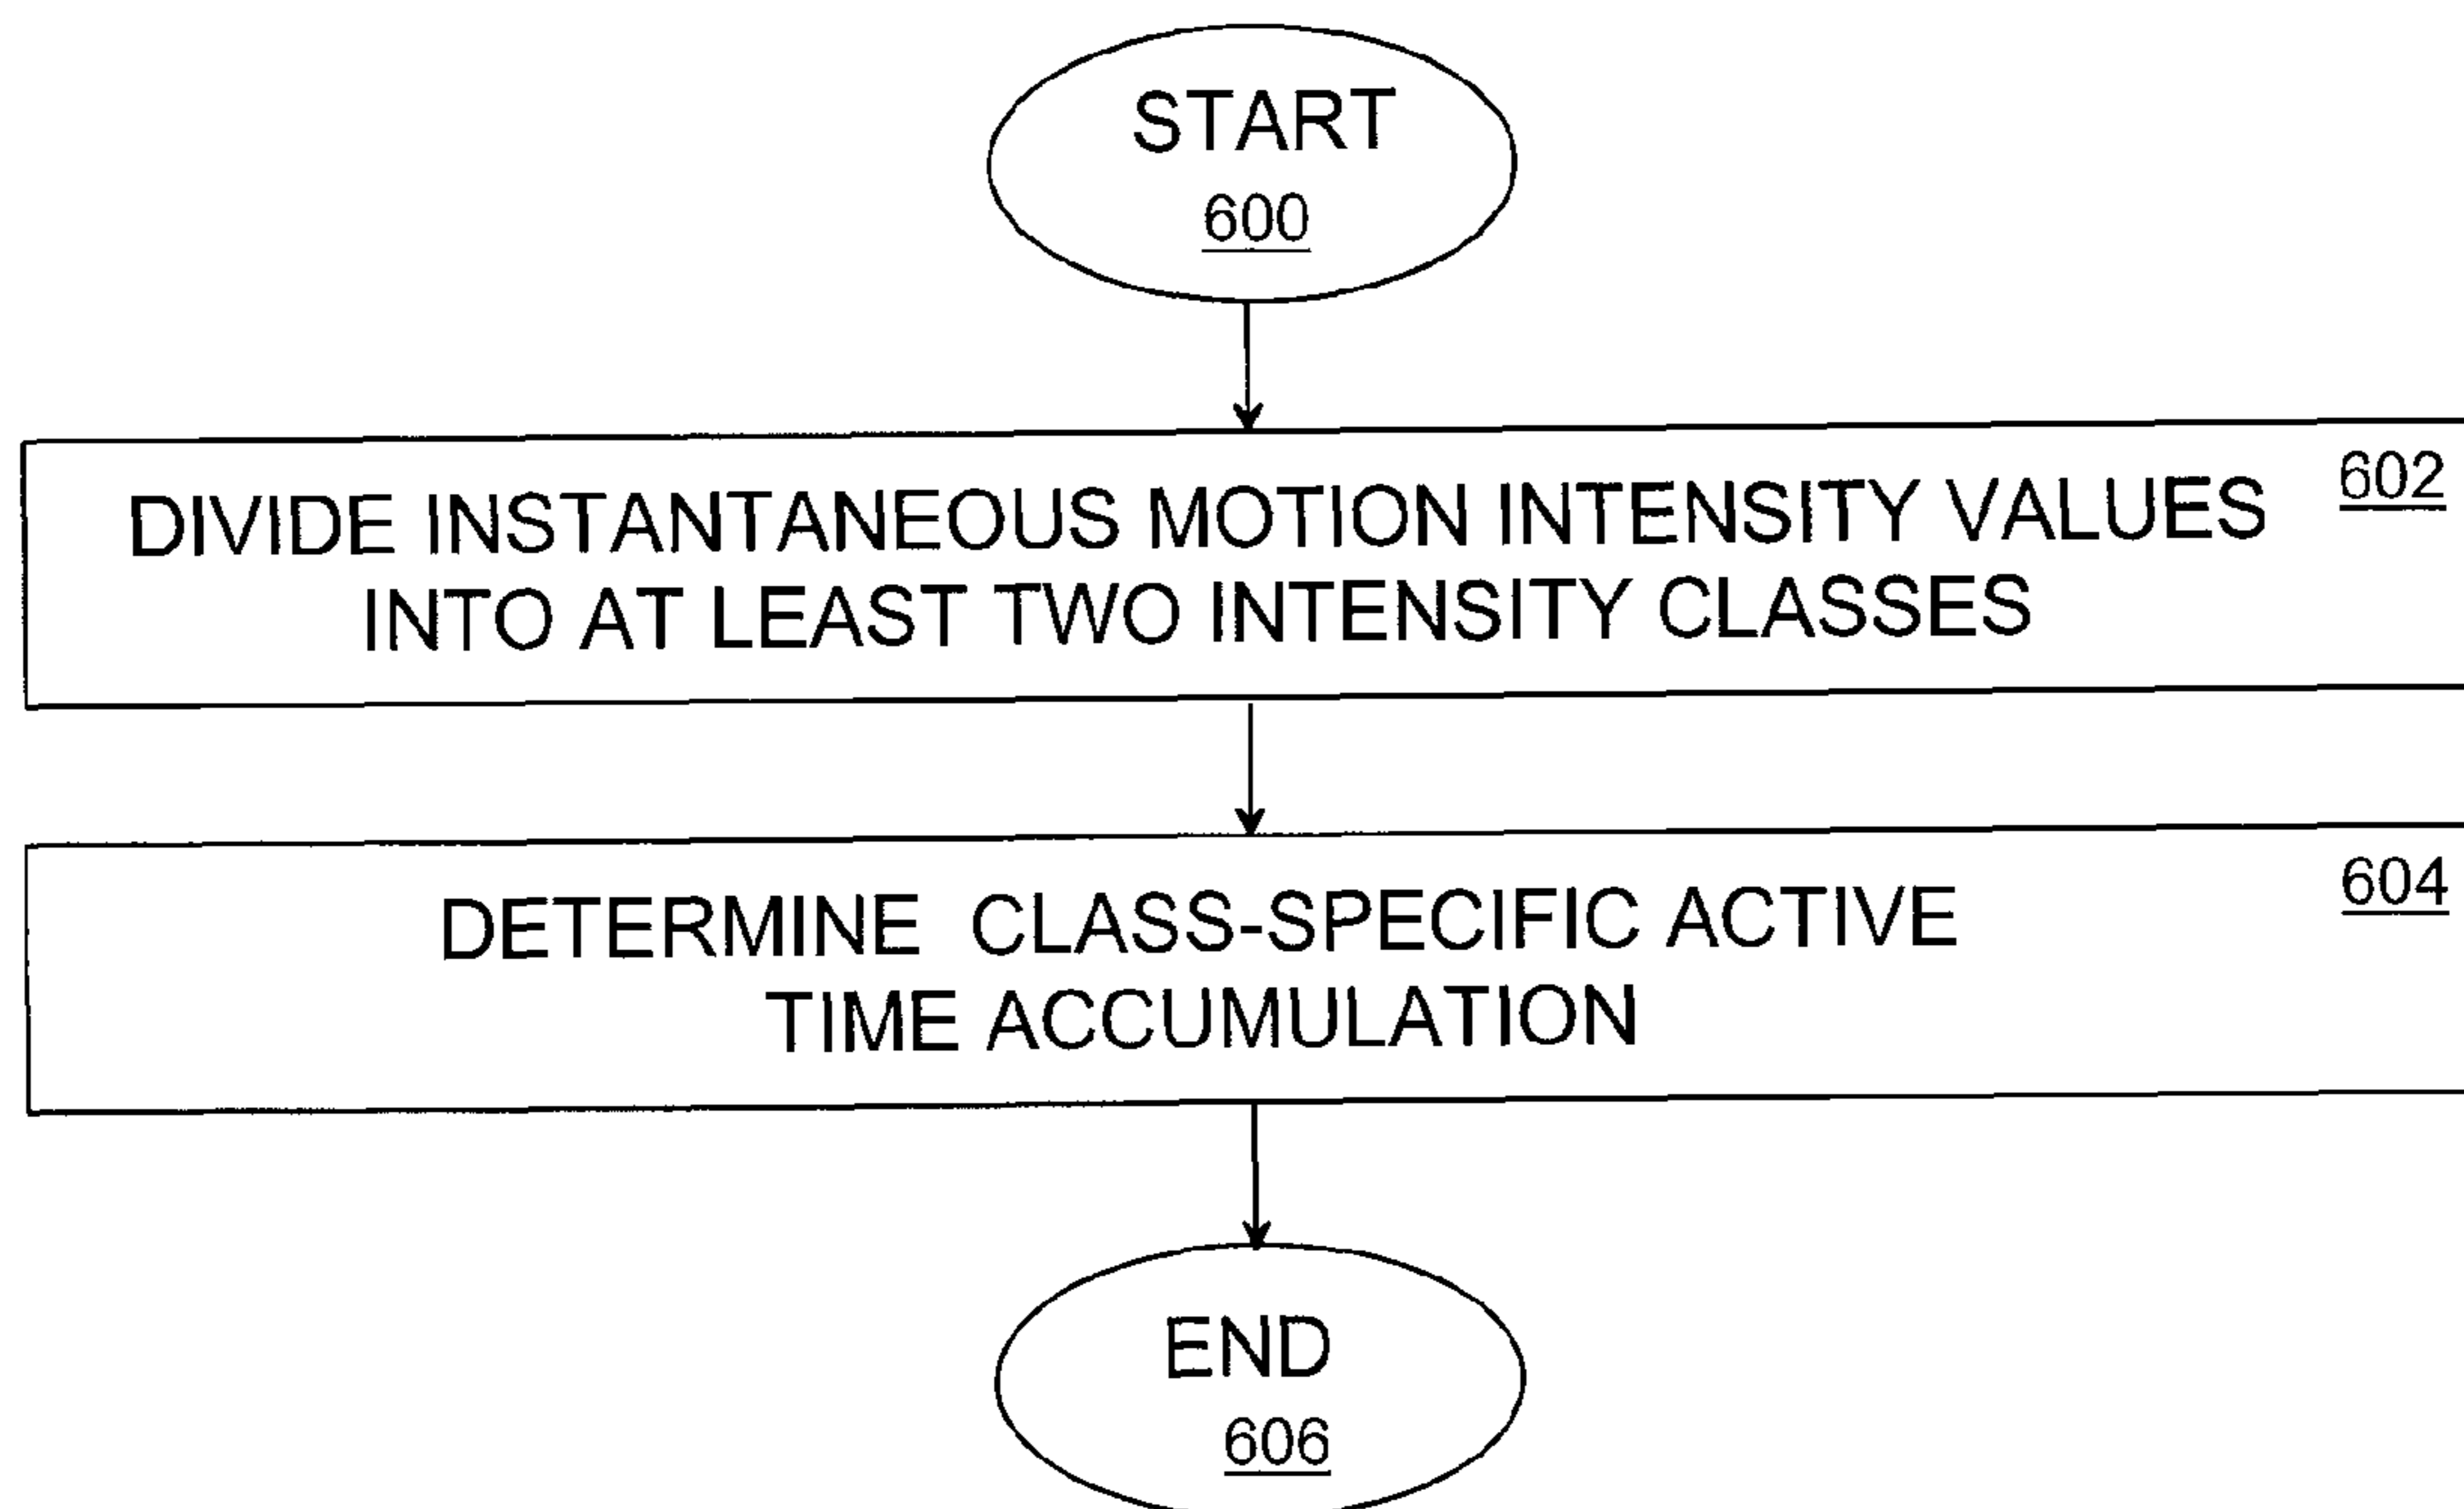 START
600
602
DIVIDE INSTANTANEOUS MOTION INTENSITY VALUES
INTO AT LEAST TWO INTENSITY CLASSES
604
DETERMINE CLASS-SPECIFIC ACTIVE
TIME ACCUMULATION
END
606